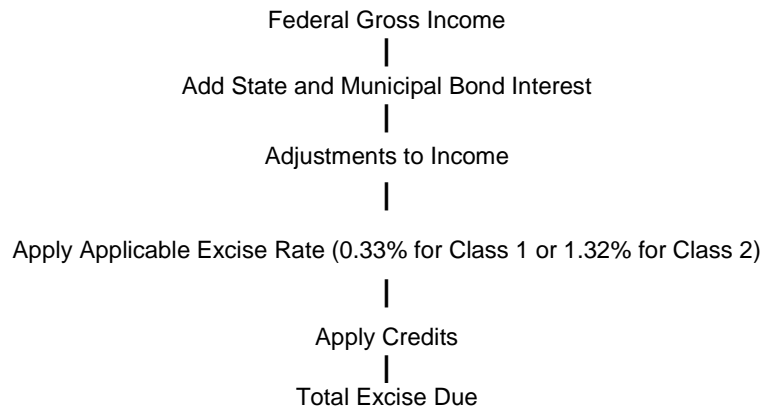 Federal Gross Income
Add State and Municipal Bond Interest
Adjustments to Income
Apply Applicable Excise Rate (0.33% for Class 1 or 1.32% for Class 2)
Apply Credits
Total Excise Due